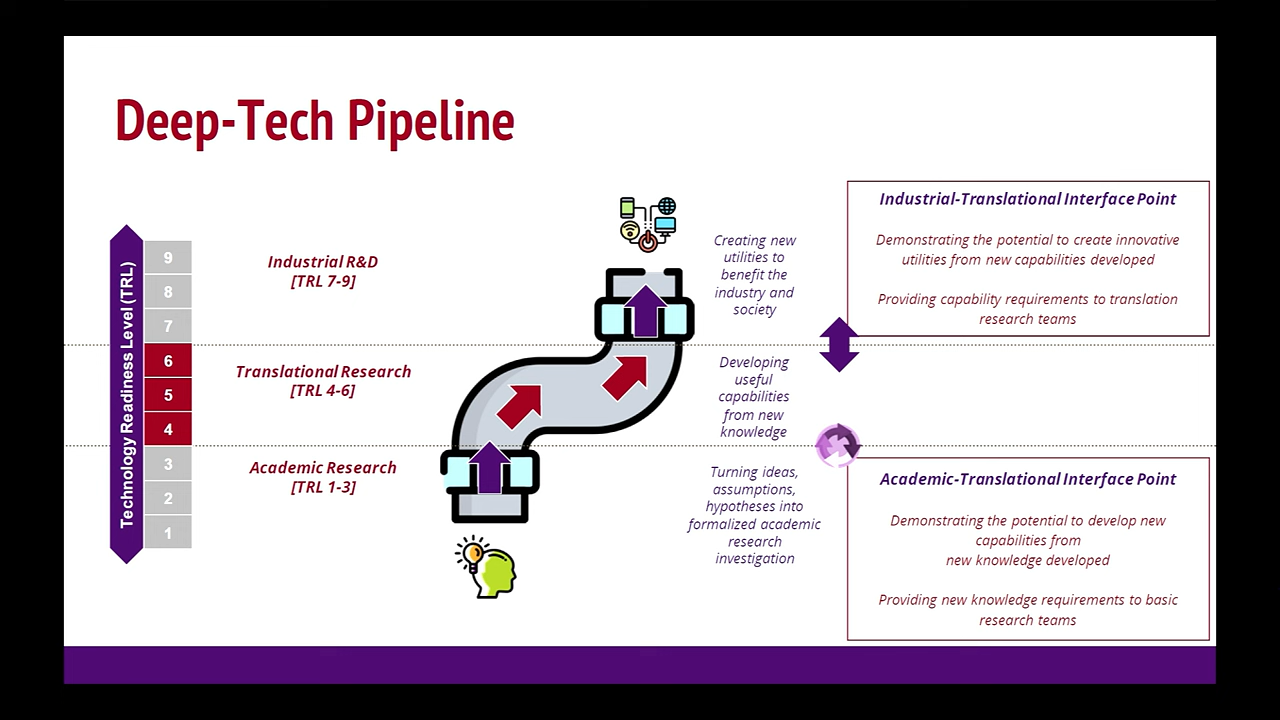 Deep-Tech Pipeline
Technology Readiness Level (TRL)
9
8
7
6
5
4
3
2
1
Industrial R&D
[TRL 7-9]
Translational Research
[TRL 4-6]
Academic Research
[TRL 1-3]
Creating new
utilities to
benefit the
industry and
society
Developing
useful
capabilities
from new
knowledge
Turning ideas,
assumptions,
hypotheses into
formalized academic
research
investigation
Industrial-Translational Interface Point
Demonstrating the potential to create innovative
utilities from new capabilities developed
Providing capability requirements to translation
research teams
Academic-Translational Interface Point
Demonstrating the potential to develop new
capabilities from
new knowledge developed
Providing new knowledge requirements to basic
research teams